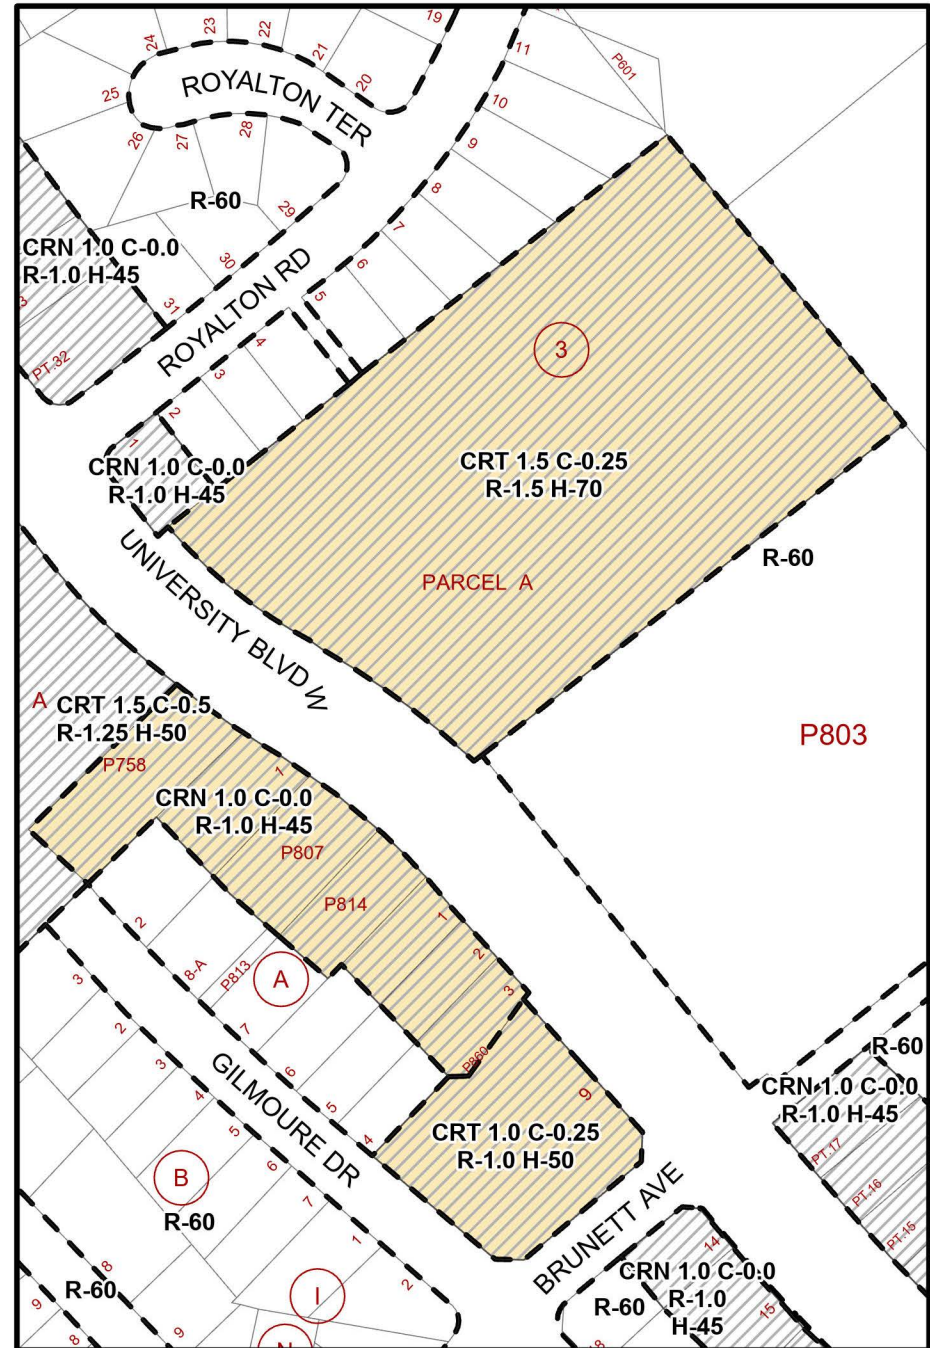 19
23
22
24
21
11
20
P601
25
ROYALTON TER
10
26
27
28
9
8
R-60
29
7
CRN 1.0 C-0.0
R-1.0 H-45
30
6
ROYALTON RD
5
3
31
4
3
PT.32
3
2
1
CRN 1.0 C-0.0
R-1.0 H-45
CRT 1.5 C-0.25
R-1.5 H-70
R-60
UNIVERSITY BLVD W
PARCEL A
A
CRT 1.5 C-0.5
R-1.25 H-50
P803
P758
1
CRN 1.0 C-0.0
R-1.0 H-45
P807
P814
1
2
2
8-A
P813
A
3
3
2
7
P860
R-60
3
6
GILMOURE DR
CRN 1.0 C-0.0
R-1.0 H-45
4
5
9
5
4
CRT 1.0 C-0.25
R-1.0 H-50
PT.17
B
6
BRUNETT AVE
PT.16
R-60
7
PT.15
1
14
8
2
CRN 1.0 C-0.0
R-1.0
H-45
R-60
I
R-60
15
9
9
8
N
18